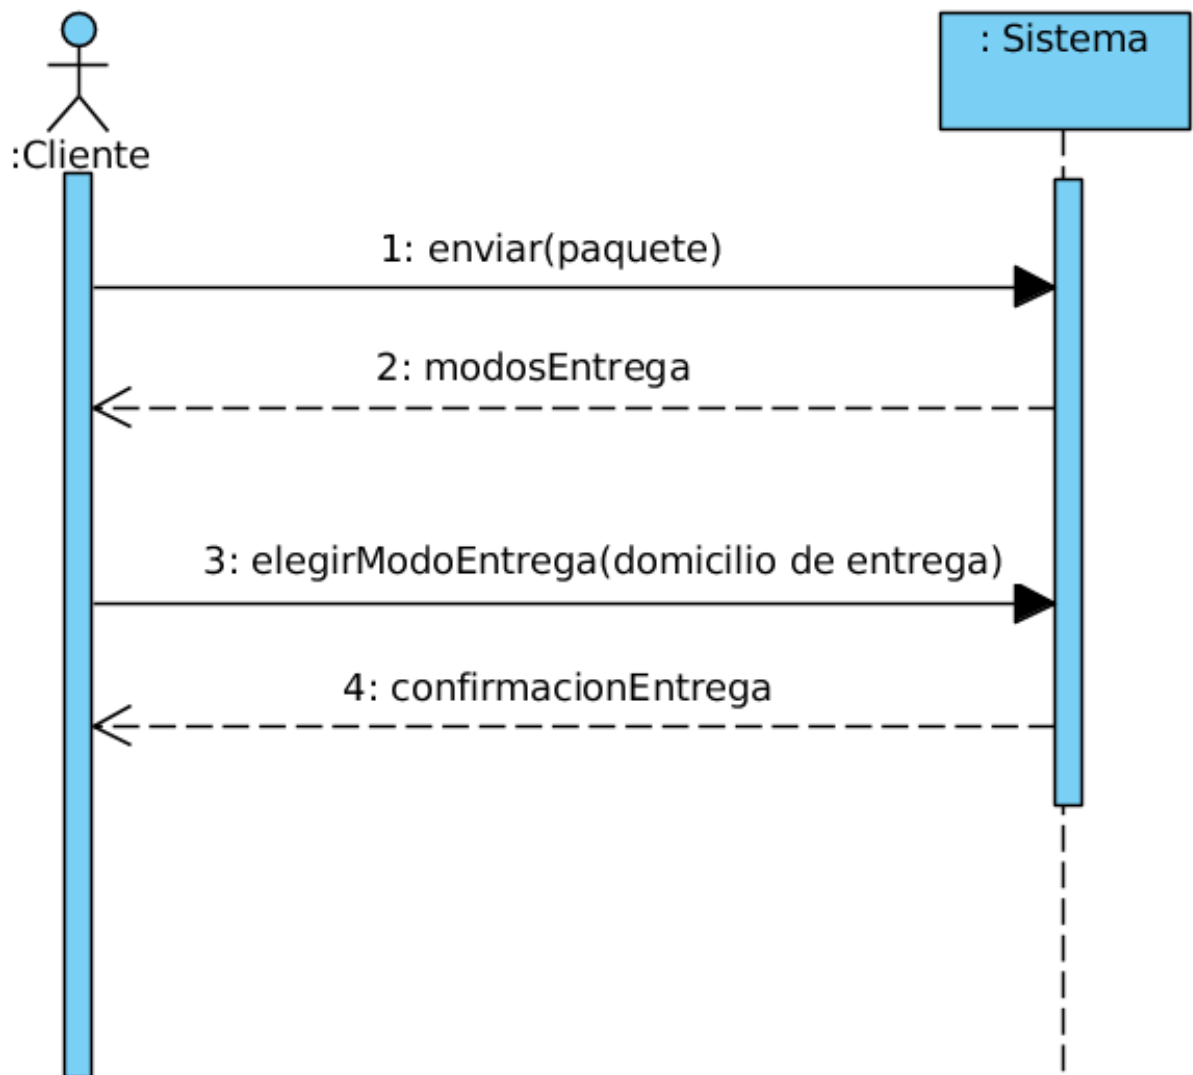 : Sistema
:Cliente
1: enviar(paquete)
2: modosEntrega
3: elegirModoEntrega(domicilio de entrega)
4: confirmacionEntrega